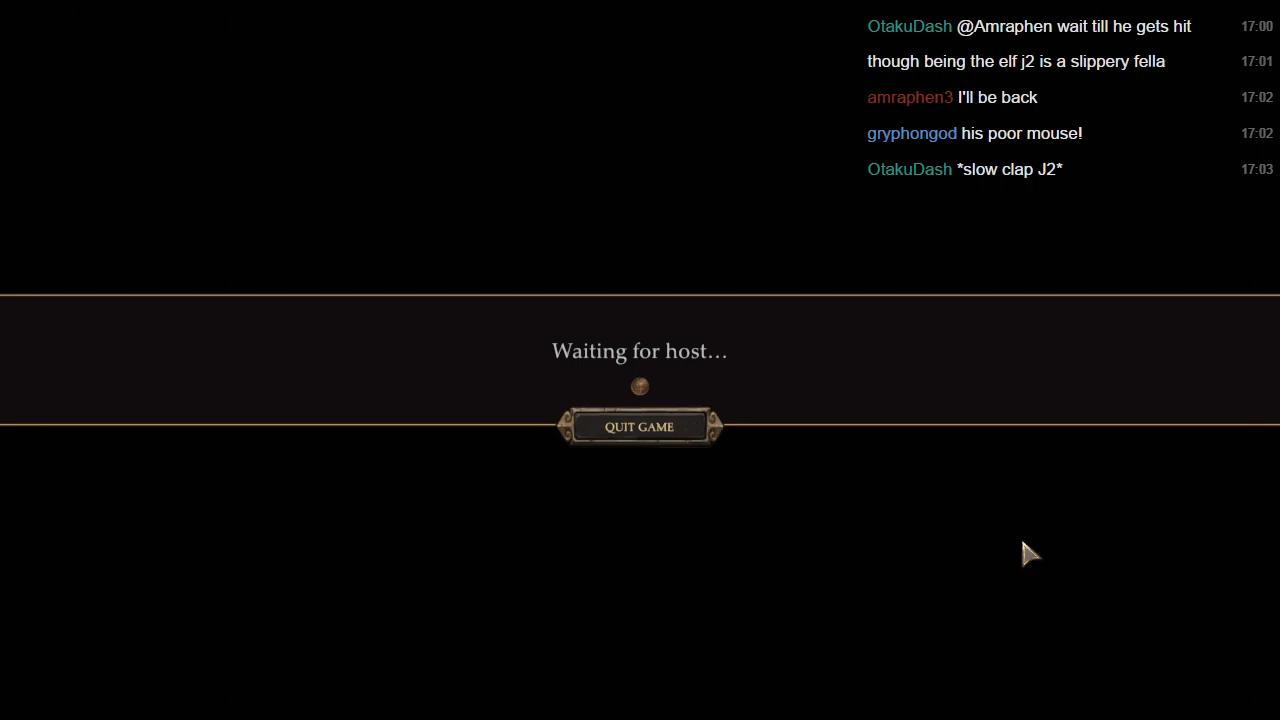 OtakuDash @Amraphen wait till he gets hit 17:00
though being the elf j2 is a slippery fella 17:01
amraphen3 I'll be back 17:02
gryphongod his poor mouse! 17:02
OtakuDash *slow clap J2* 17:03
Waiting for host...
QUIT GAME